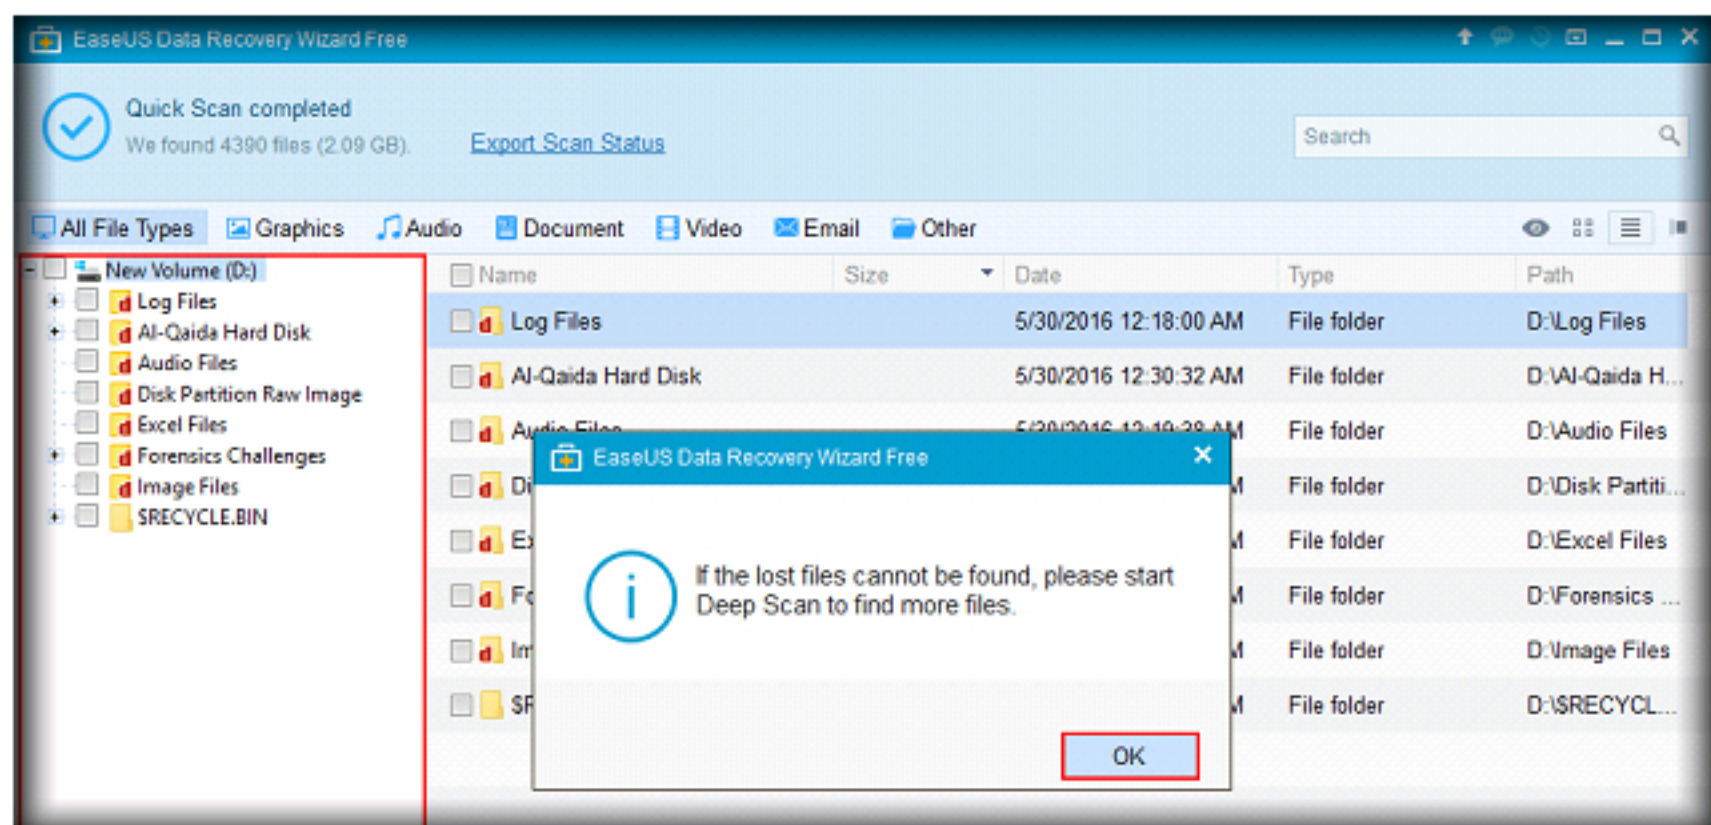 EaseUS Data Recovery Wizard Free
Quick Scan completed
We found 4390 files (2.09 GB).
Export Scan Status
Search
All File Types
Graphics
Audio
Document
Video
Email
Other
New Volume (D:)
Log Files
Al-Qaida Hard Disk
Audio Files
Disk Partition Raw Image
Excel Files
Forensics Challenges
Image Files
$RECYCLE.BIN
Name Size Date Type Path
Log Files 5/30/2016 12:18:00 AM File folder D:\Log Files
Al-Qaida Hard Disk 5/30/2016 12:30:32 AM File folder D:\Al-Qaida H...
Audio Files File folder D:\Audio Files
File folder D:\Disk Partiti...
File folder D:\Excel Files
File folder D:\Forensics ...
File folder D:\Image Files
File folder D:\$RECYCL...
EaseUS Data Recovery Wizard Free
If the lost files cannot be found, please start
Deep Scan to find more files.
OK